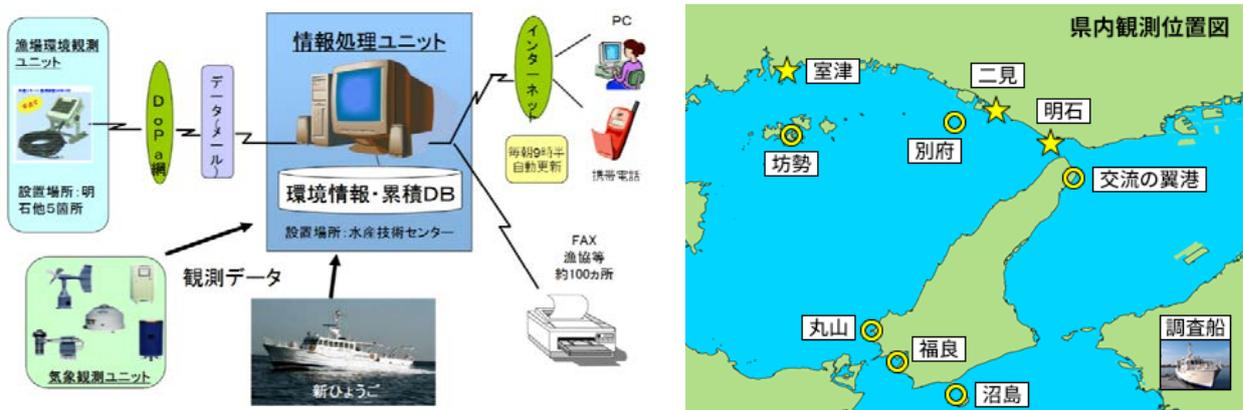 漁場環境観測
ユニット
設置場所:明
石他5箇所
DoPa網
データ(メール)
情報処理ユニット
環境情報・累積DB
設置場所:水産技術センター
インターネット
毎朝9時半
自動更新
PC
携帯電話
FAX
漁協等
約100ヵ所
観測データ
気象観測ユニット
新ひょうご
県内観測位置図
室津
二見
明石
坊勢
別府
交流の翼港
丸山
福良
沼島
調査船